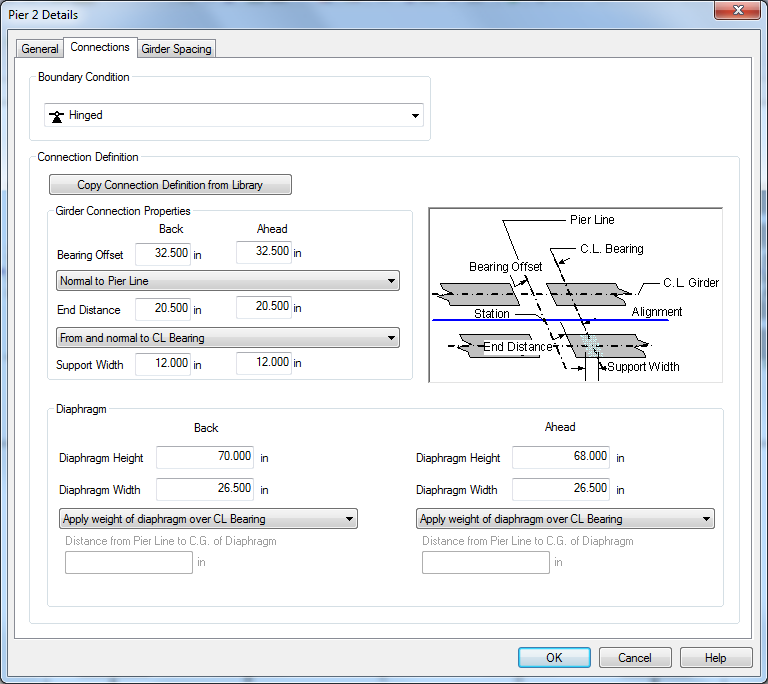 Pier 2 Details
General Connections Girder Spacing
Boundary Condition
Hinged
Connection Definition
Copy Connection Definition from Library
Girder Connection Properties
Back Ahead
Bearing Offset 32.500 in 32.500 in
Normal to Pier Line
End Distance 20.500 in 20.500 in
From and normal to CL Bearing
Support Width 12.000 in 12.000 in
Pier Line
C.L. Bearing
Bearing Offset
C.L. Girder
Station
Alignment
End Distance
Support Width
Diaphragm
Back Ahead
Diaphragm Height 70.000 in Diaphragm Height 68.000 in
Diaphragm Width 26.500 in Diaphragm Width 26.500 in
Apply weight of diaphragm over CL Bearing Apply weight of diaphragm over CL Bearing
Distance from Pier Line to C.G. of Diaphragm Distance from Pier Line to C.G. of Diaphragm
in in
OK Cancel Help